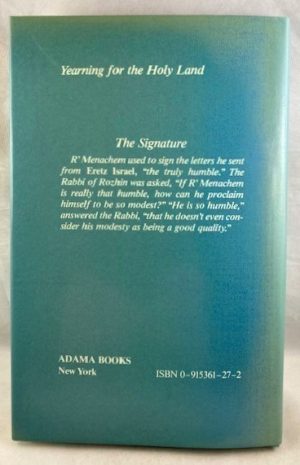 Yearning for the Holy Land
The Signature
R' Menachem used to sign the letters he sent
from Eretz Israel, "the truly humble." The
Rabbi of Rozhin was asked, "If R' Menachem
is really that humble, how can he proclaim
himself to be so modest?" "He is so humble,"
answered the Rabbi, "that he doesn't even con-
sider his modesty as being a good quality."
ADAMA BOOKS
New York
ISBN 0-915361-27-2